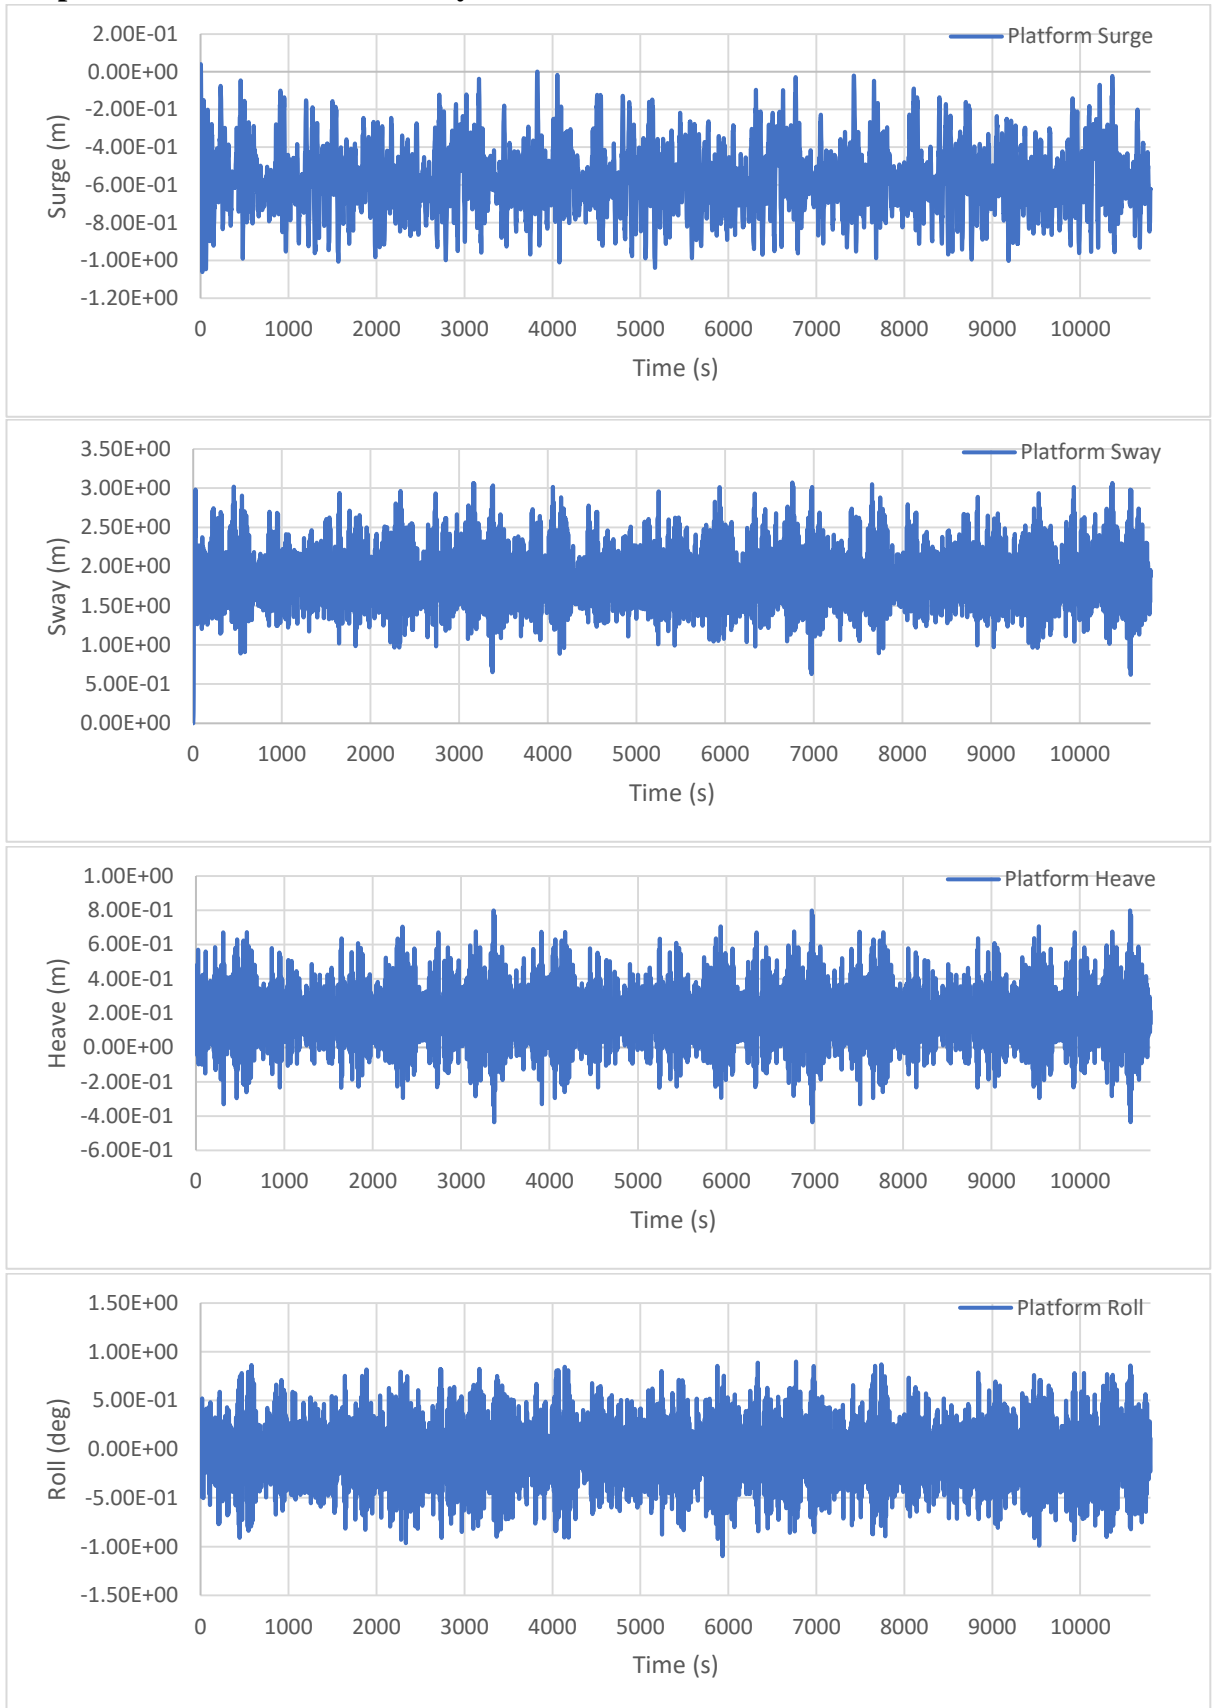 Platform Surge
2.00E-01
0.00E+00
-2.00E-01
-4.00E-01
-6.00E-01
-8.00E-01
-1.00E+00
-1.20E+00
Surge (m)
0 1000 2000 3000 4000 5000 6000 7000 8000 9000 10000
Time (s)
Platform Sway
3.50E+00
3.00E+00
2.50E+00
2.00E+00
1.50E+00
1.00E+00
5.00E-01
0.00E+00
Sway (m)
0 1000 2000 3000 4000 5000 6000 7000 8000 9000 10000
Time (s)
Platform Heave
1.00E+00
8.00E-01
6.00E-01
4.00E-01
2.00E-01
0.00E+00
-2.00E-01
-4.00E-01
-6.00E-01
Heave (m)
0 1000 2000 3000 4000 5000 6000 7000 8000 9000 10000
Time (s)
Platform Roll
1.50E+00
1.00E+00
5.00E-01
0.00E+00
-5.00E-01
-1.00E+00
-1.50E+00
Roll (deg)
0 1000 2000 3000 4000 5000 6000 7000 8000 9000 10000
Time (s)